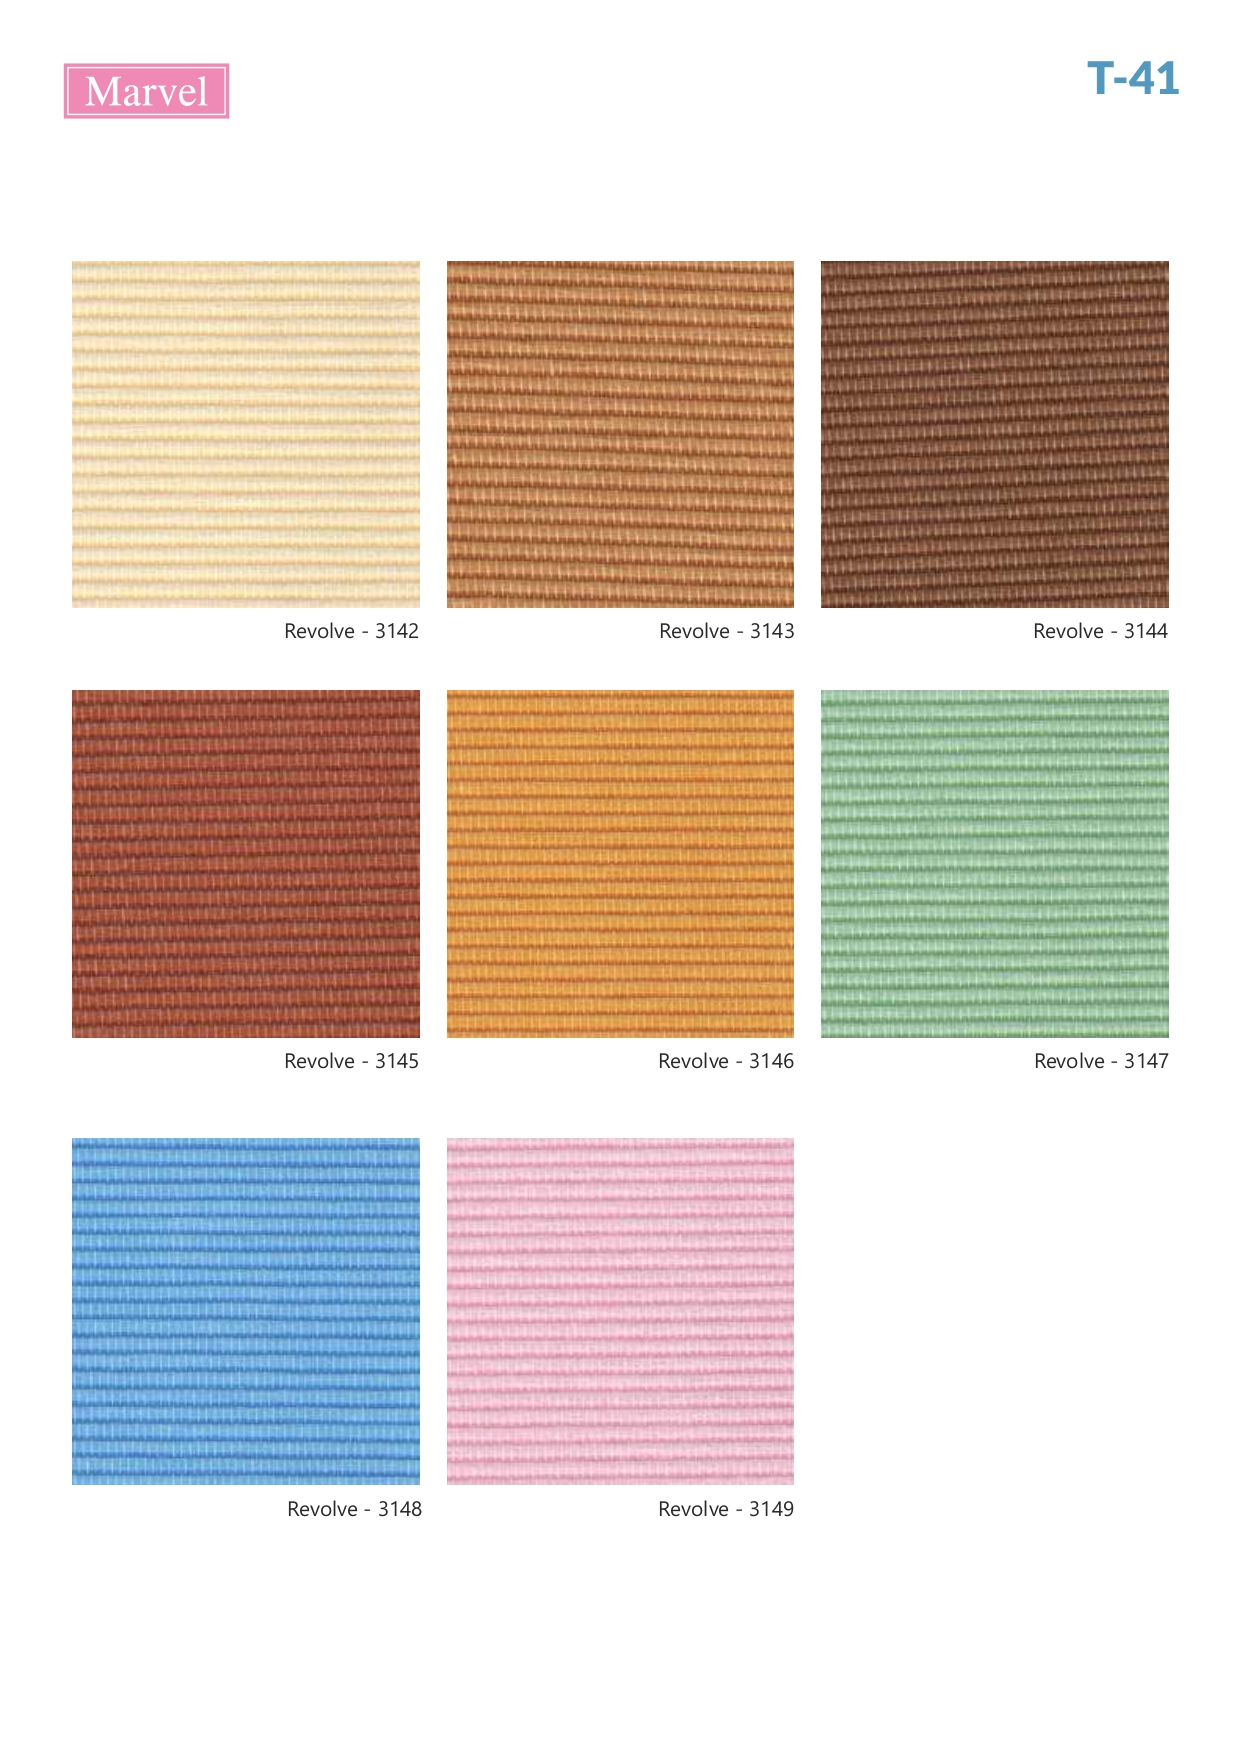 Marvel
T-41
Revolve - 3142
Revolve - 3143
Revolve - 3144
Revolve - 3145
Revolve - 3146
Revolve - 3147
Revolve - 3148
Revolve - 3149